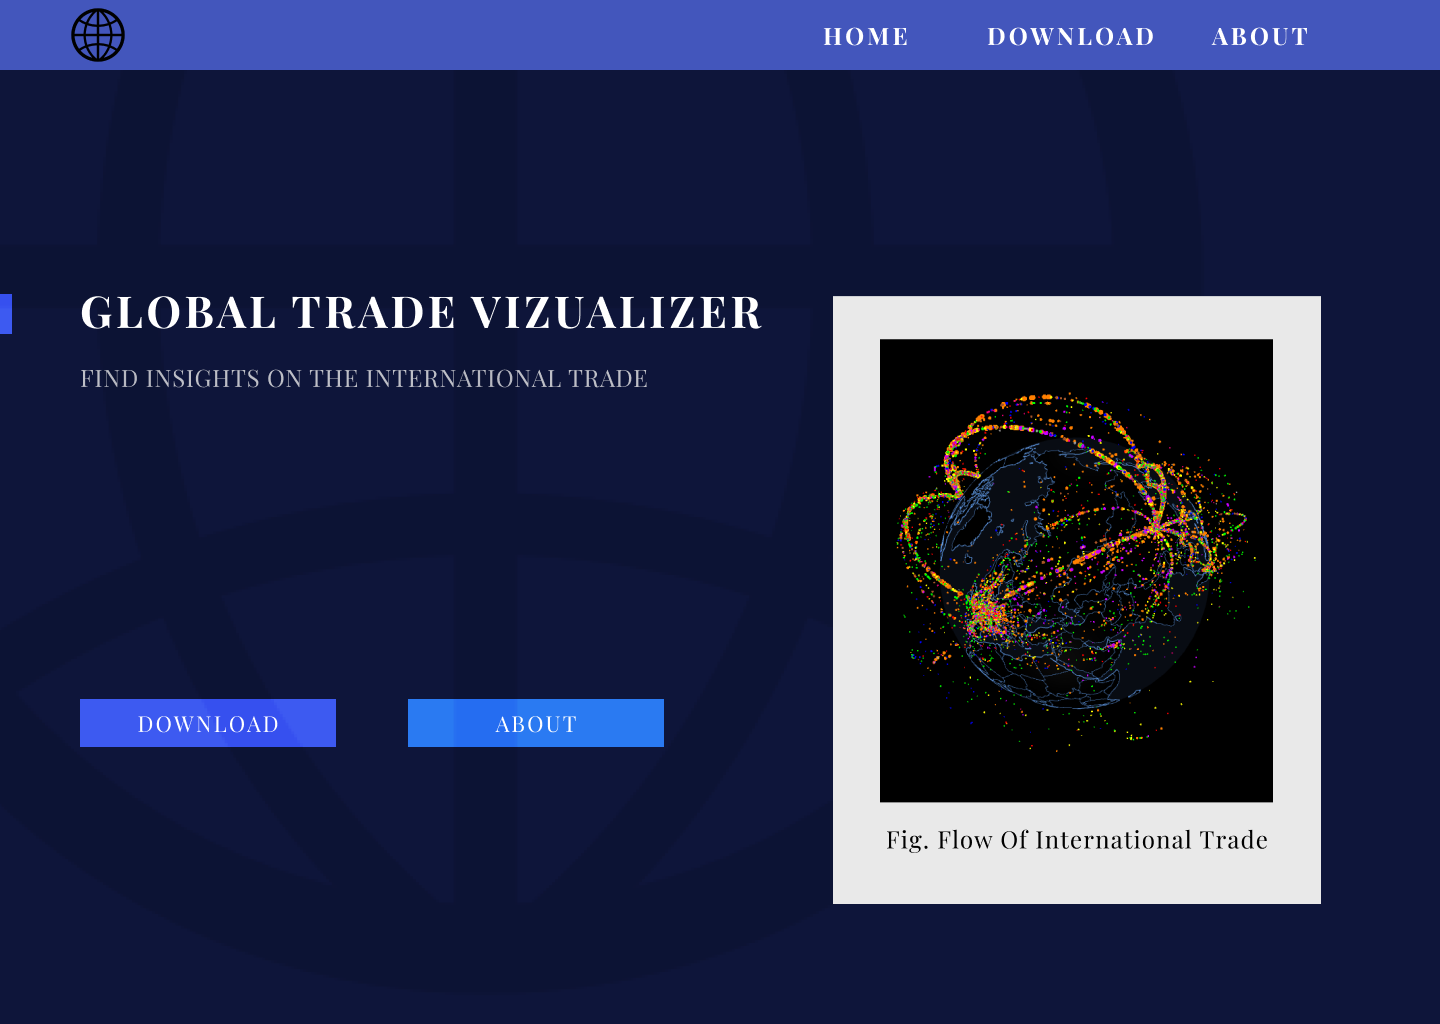 HOME DOWNLOAD ABOUT
GLOBAL TRADE VIZUALIZER
FIND INSIGHTS ON THE INTERNATIONAL TRADE
DOWNLOAD ABOUT
Fig. Flow Of International Trade